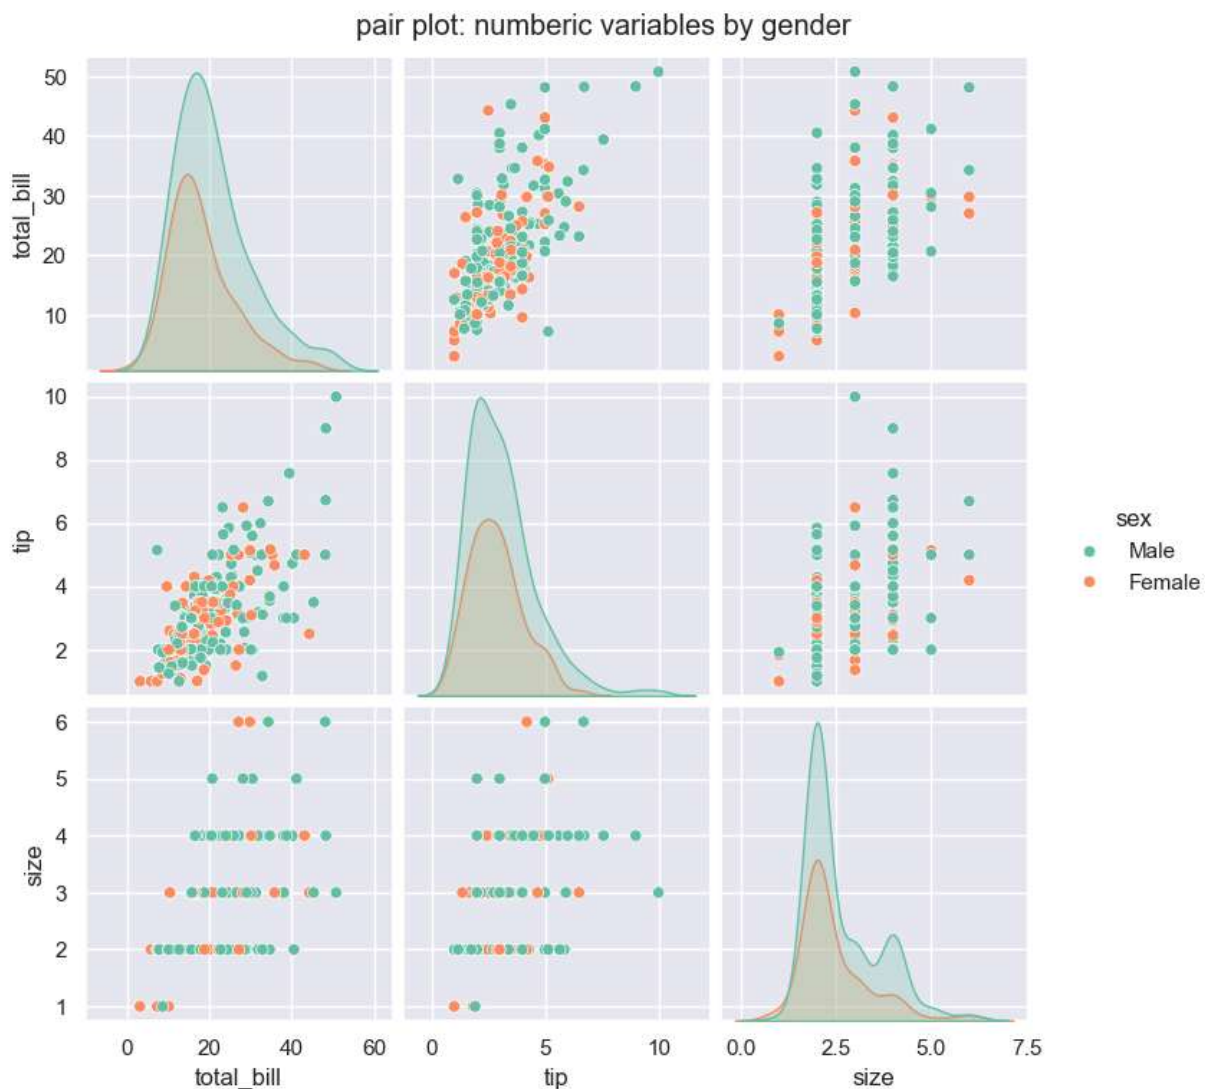 pair plot: numberic variables by gender
50
40
30
20
10
total_bill
10
8
6
4
2
tip
sex
Male
Female
6
5
4
3
2
1
size
0 20 40 60
0 5 10
0.0 2.5 5.0 7.5
total_bill
tip
size